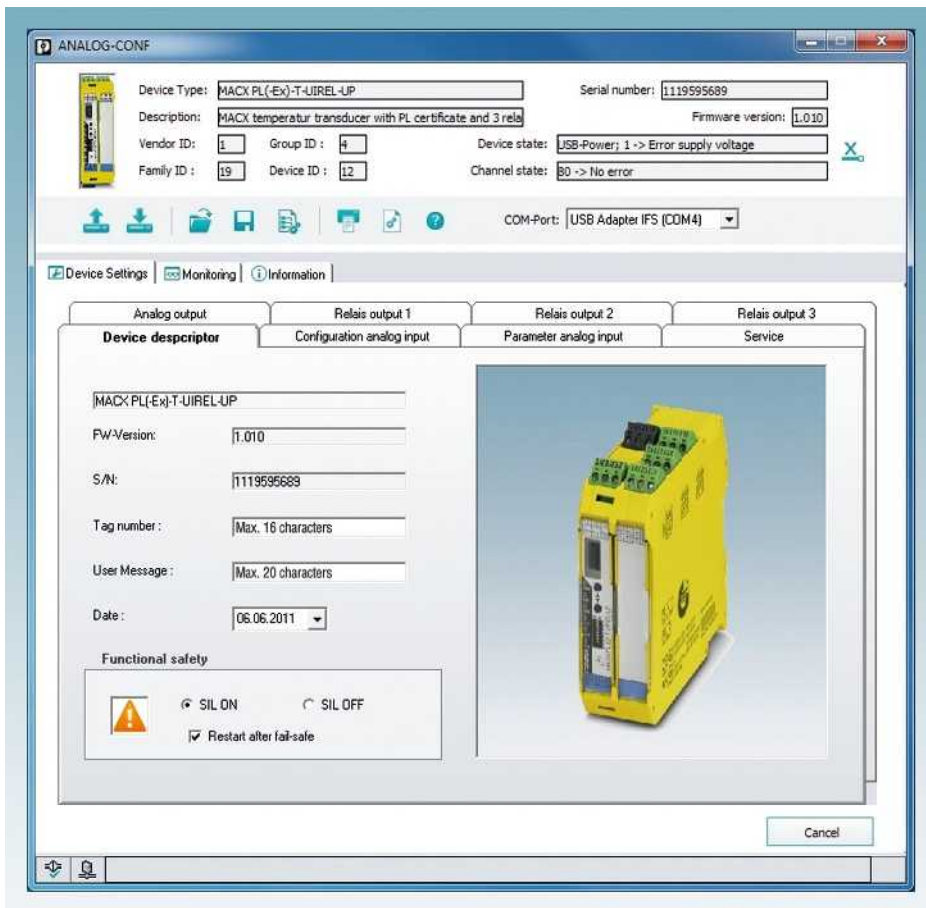 ANALOG-CONF
Device Type: MACX PL(-Ex)-T-UIREL-UP Serial number: 1119595689
Description: MACX temperatur transducer with PL certificate and 3 rela Firmware version: 1.010
Vendor ID: 1 Group ID : 4 Device state: USB-Power; 1 -> Error supply voltage
Family ID : 19 Device ID : 12 Channel state: 80 -> No error
COM-Port: USB Adapter IFS (COM4)
Device Settings Monitoring Information
Analog output Relais output 1 Relais output 2 Relais output 3
Device despcriptor Configuration analog input Parameter analog input Service
MACX PL(-Ex)-T-UIREL-UP
FW-Version: 1.010
S/N: 1119595689
Tag number : Max. 16 characters
User Message : Max. 20 characters
Date : 06.06.2011
Functional safety
SIL ON SIL OFF
Restart after fail-safe
Cancel